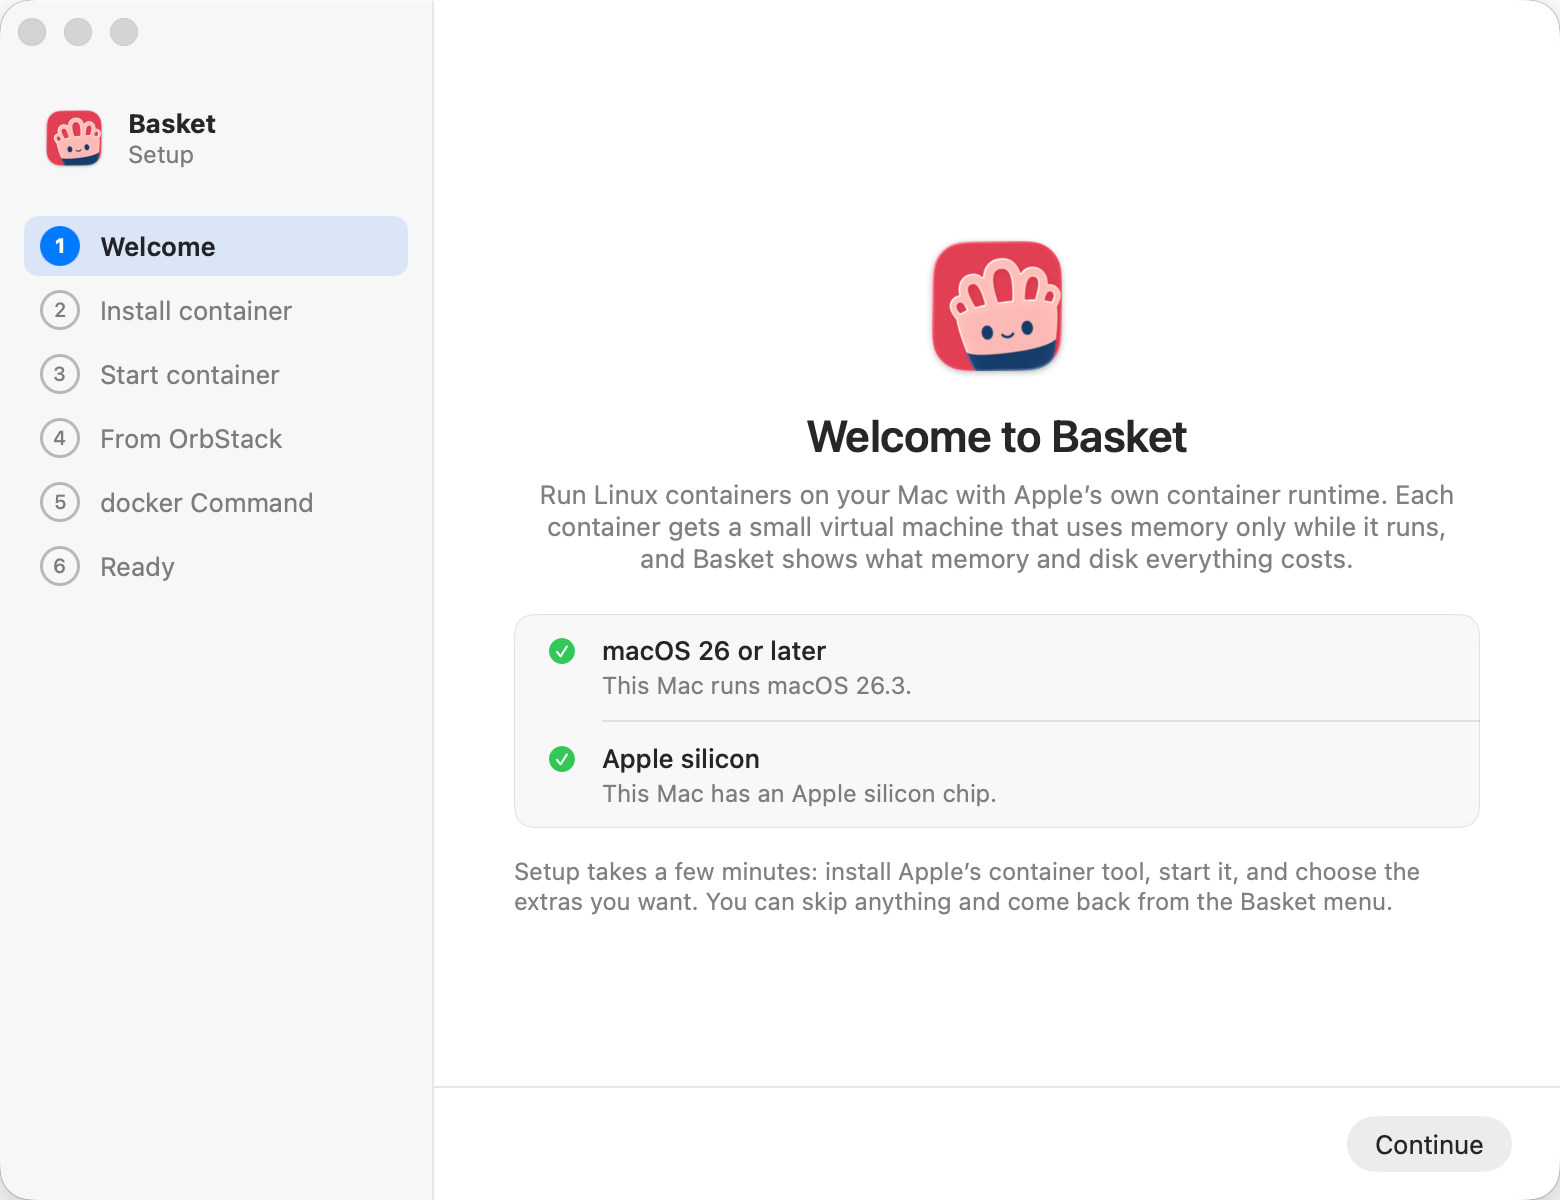 Basket
Setup
1 Welcome
2 Install container
3 Start container
4 From OrbStack
5 docker Command
6 Ready
Welcome to Basket
Run Linux containers on your Mac with Apple’s own container runtime. Each
container gets a small virtual machine that uses memory only while it runs,
and Basket shows what memory and disk everything costs.
macOS 26 or later
This Mac runs macOS 26.3.
Apple silicon
This Mac has an Apple silicon chip.
Setup takes a few minutes: install Apple’s container tool, start it, and choose the
extras you want. You can skip anything and come back from the Basket menu.
Continue